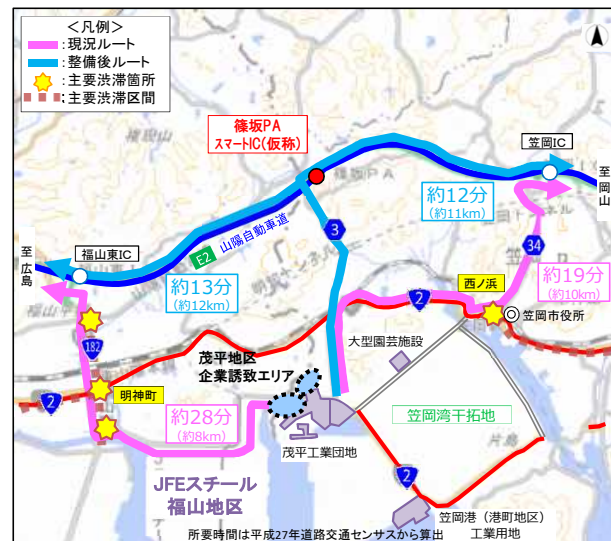 ＜凡例＞
：現況ルート
：整備後ルート
：主要渋滞箇所
：主要渋滞区間
篠坂PA
スマートIC(仮称)
笠岡IC
至岡山
篠坂PA
約12分
(約11km)
3
E2 山陽自動車道
34
福山東IC
至広島
約13分
(約12km)
約19分
(約10km)
西ノ浜
2
笠岡市役所
182
大型園芸施設
茂平地区
企業誘致エリア
2
明神町
約28分
(約8km)
笠岡湾干拓地
茂平工業団地
片島
JFEスチール
福山地区
2
笠岡港（港町地区）
工業用地
所要時間は平成27年道路交通センサスから算出